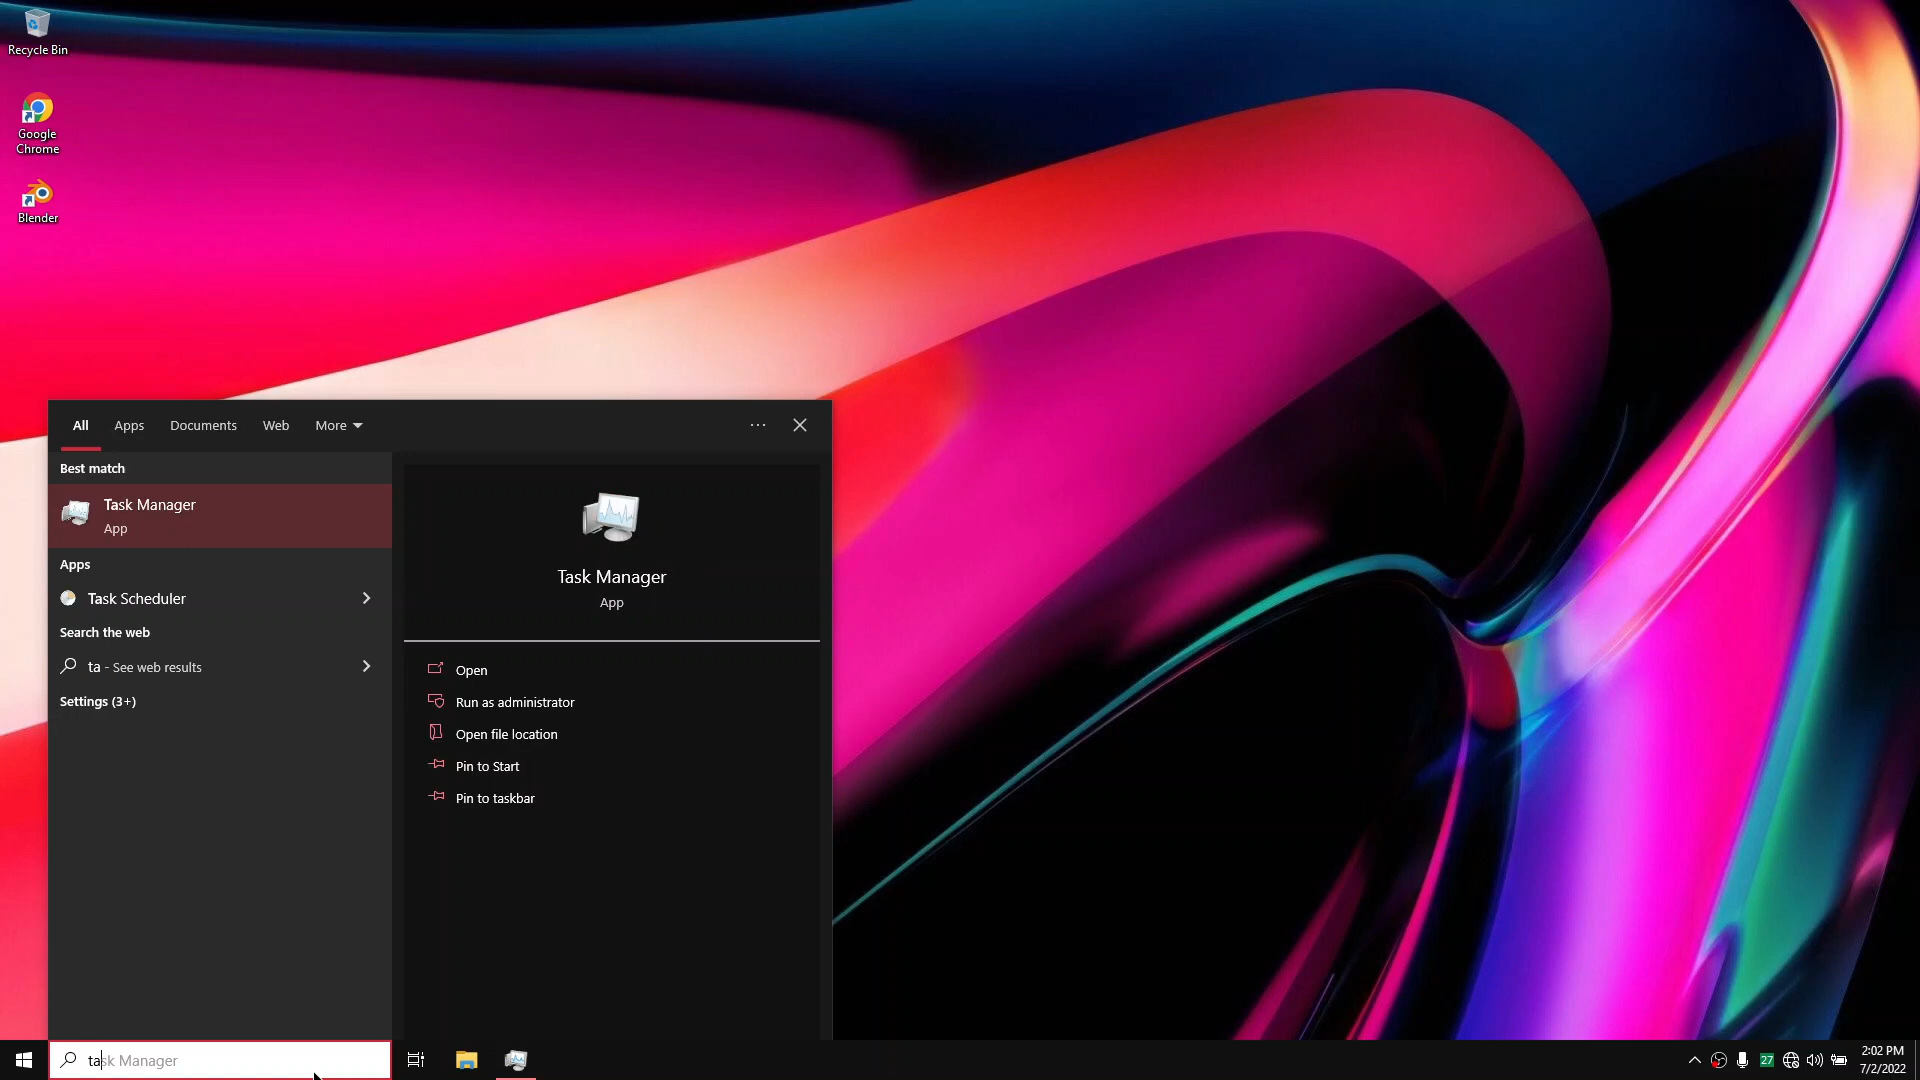 Recycle Bin
Google
Chrome
Blender
All Apps Documents Web More
Best match
Task Manager
App
Apps
Task Scheduler
Search the web
ta - See web results
Settings (3+)
Task Manager
App
Open
Run as administrator
Open file location
Pin to Start
Pin to taskbar
task Manager
27
2:02 PM
7/2/2022